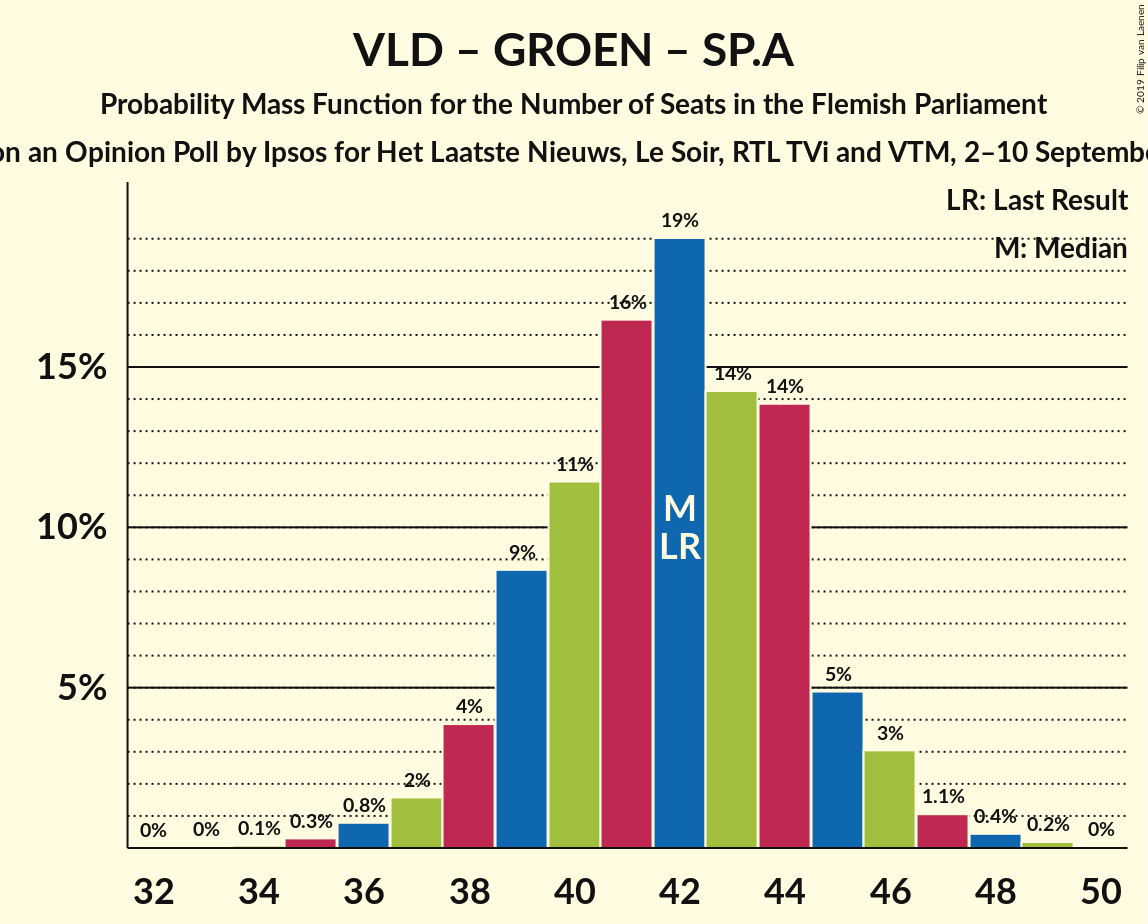 VLD – GROEN – SP.A
Probability Mass Function for the Number of Seats in the Flemish Parliament
on an Opinion Poll by Ipsos for Het Laatste Nieuws, Le Soir, RTL TVi and VTM, 2–10 Septembe
© 2019 Filip van Laenen
LR: Last Result
M: Median
15%
10%
5%
0%
0%
0.1%
0.3%
0.8%
2%
4%
9%
11%
16%
19%
14%
14%
5%
3%
1.1%
0.4%
0.2%
0%
M
LR
32 34 36 38 40 42 44 46 48 50